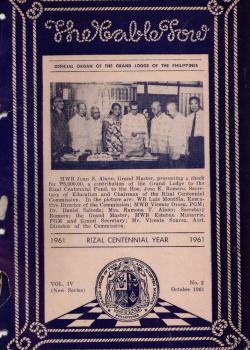 The Cable Tow
OFFICIAL ORGAN OF THE GRAND LODGE OF THE PHILIPPINES
MWB Juan S. Alano, Grand Master, presenting a check
for P5,000.00, a contribution of the Grand Lodge to the
Rizal Centennial Fund, to the Hon. Jose E. Romero, Secre-
tary of Education and Chairman of the Rizal Centennial
Commission. In the picture are: WB Luis Montilla, Execu-
tive Director of the Commission; MWB Vicente Orosa, PGM;
Dr. Daniel Salcedo, Mrs. Ramona T. Alano; Secretary
Romero; the Grand Master; MWB Esteban Munarriz,
PGM and Grand Secretary; Mr. Vicente Suarez, Asst.
Director of the Commission.
1961 RIZAL CENTENNIAL YEAR 1961
VOL. IV
(New Series)
No. 2
October 1961